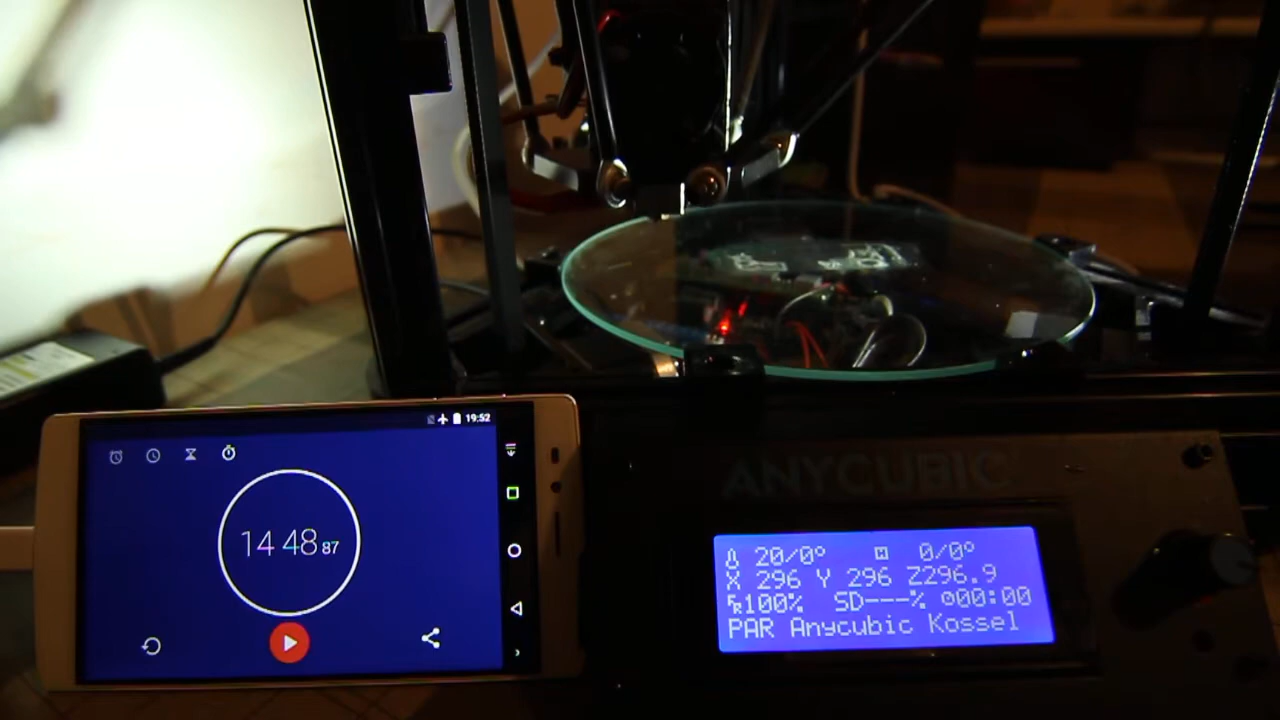 19:52
14 48 87
ANYCUBIC
20/0° 0/0°
X 296 Y 296 Z296.9
FR100% SD---% 000:00
PAR Anycubic Kossel